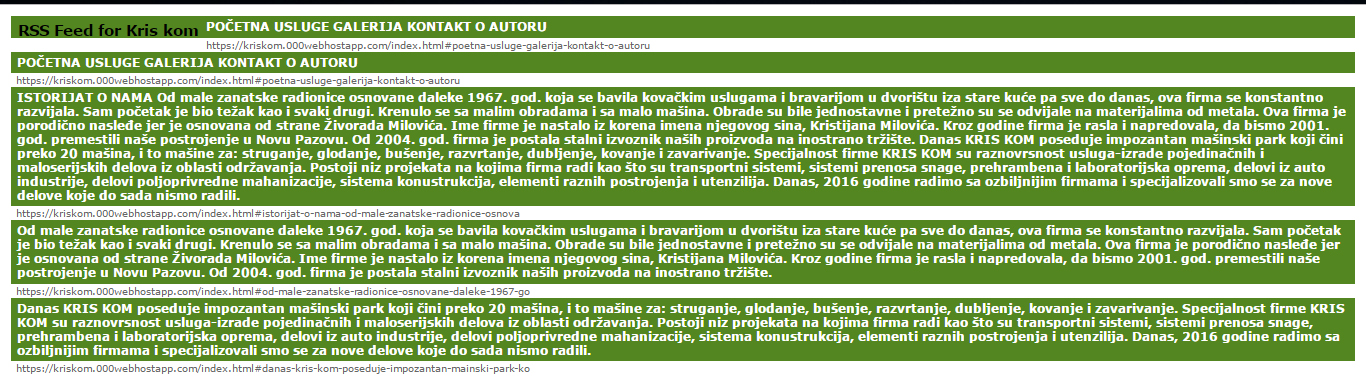 RSS Feed for Kris kom
POČETNA USLUGE GALERIJA KONTAKT O AUTORU
https://kriskom.000webhostapp.com/index.html#poetna-usluge-galerija-kontakt-o-autoru
POČETNA USLUGE GALERIJA KONTAKT O AUTORU
https://kriskom.000webhostapp.com/index.html#poetna-usluge-galerija-kontakt-o-autoru
ISTORIJAT O NAMA Od male zanatske radionice osnovane daleke 1967. god. koja se bavila kovačkim uslugama i bravarijom u dvorištu iza stare kuće pa sve do danas, ova firma se konstantno
razvijala. Sam početak je bio težak kao i svaki drugi. Krenulo se sa malim obradama i sa malo mašina. Obrade su bile jednostavne i pretežno su se odvijale na materijalima od metala. Ova firma je
porodično nasleđe jer je osnovana od strane Živorada Milovića. Ime firme je nastalo iz korena imena njegovog sina, Kristijana Milovića. Kroz godine firma je rasla i napredovala, da bismo 2001.
god. premestili naše postrojenje u Novu Pazovu. Od 2004. god. firma je postala stalni izvoznik naših proizvoda na inostrano tržište. Danas KRIS KOM poseduje impozantan mašinski park koji čini
preko 20 mašina, i to mašine za: struganje, glodanje, bušenje, razvrtanje, dubljenje, kovanje i zavarivanje. Specijalnost firme KRIS KOM su raznovrsnost usluga-izrade pojedinačnih i
maloserijskih delova iz oblasti održavanja. Postoji niz projekata na kojima firma radi kao što su transportni sistemi, sistemi prenosa snage, prehrambena i laboratorijska oprema, delovi iz auto
industrije, delovi poljoprivredne mahanizacije, sistema konustrukcija, elementi raznih postrojenja i utenzilija. Danas, 2016 godine radimo sa ozbiljnijim firmama i specijalizovali smo se za nove
delove koje do sada nismo radili.
https://kriskom.000webhostapp.com/index.html#istorijat-o-nama-od-male-zanatske-radionice-osnova
Od male zanatske radionice osnovane daleke 1967. god. koja se bavila kovačkim uslugama i bravarijom u dvorištu iza stare kuće pa sve do danas, ova firma se konstantno razvijala. Sam početak
je bio težak kao i svaki drugi. Krenulo se sa malim obradama i sa malo mašina. Obrade su bile jednostavne i pretežno su se odvijale na materijalima od metala. Ova firma je porodično nasleđe jer
je osnovana od strane Živorada Milovića. Ime firme je nastalo iz korena imena njegovog sina, Kristijana Milovića. Kroz godine firma je rasla i napredovala, da bismo 2001. god. premestili naše
postrojenje u Novu Pazovu. Od 2004. god. firma je postala stalni izvoznik naših proizvoda na inostrano tržište.
https://kriskom.000webhostapp.com/index.html#od-male-zanatske-radionice-osnovane-daleke-1967-go
Danas KRIS KOM poseduje impozantan mašinski park koji čini preko 20 mašina, i to mašine za: struganje, glodanje, bušenje, razvrtanje, dubljenje, kovanje i zavarivanje. Specijalnost firme KRIS
KOM su raznovrsnost usluga-izrade pojedinačnih i maloserijskih delova iz oblasti održavanja. Postoji niz projekata na kojima firma radi kao što su transportni sistemi, sistemi prenosa snage,
prehrambena i laboratorijska oprema, delovi iz auto industrije, delovi poljoprivredne mahanizacije, sistema konustrukcija, elementi raznih postrojenja i utenzilija. Danas, 2016 godine radimo sa
ozbiljnijim firmama i specijalizovali smo se za nove delove koje do sada nismo radili.
https://kriskom.000webhostapp.com/index.html#danas-kris-kom-poseduje-impozantan-mainski-park-ko